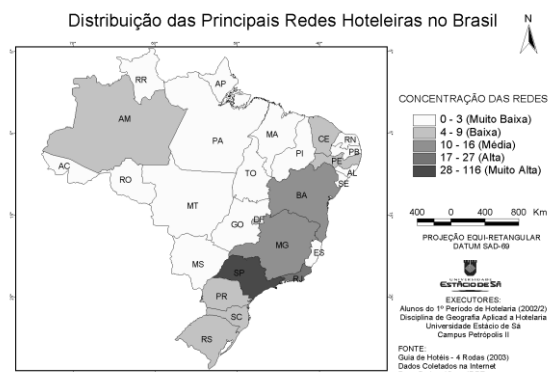 Distribuição das Principais Redes Hoteleiras no Brasil
N
RR
AP
AM
PA
MA
CE
RN
PB
PE
AL
SE
PI
AC
RO
TO
BA
MT
GO
DF
MG
ES
MS
SP
RJ
PR
SC
RS
CONCENTRAÇÃO DAS REDES
0 - 3 (Muito Baixa)
4 - 9 (Baixa)
10 - 16 (Média)
17 - 27 (Alta)
28 - 116 (Muito Alta)
400 0 400 800 Km
PROJEÇÃO EQUI-RETANGULAR
DATUM SAD-69
UNIVERSIDADE
ESTÁCIO DE SÁ
EXECUTORES:
Alunos do 1º Período de Hotelaria (2002/2)
Disciplina de Geografia Aplicad a Hotelaria
Universidade Estácio de Sá
Campus Petrópolis II
FONTE:
Guia de Hotéis - 4 Rodas (2003)
Dados Coletados na Internet